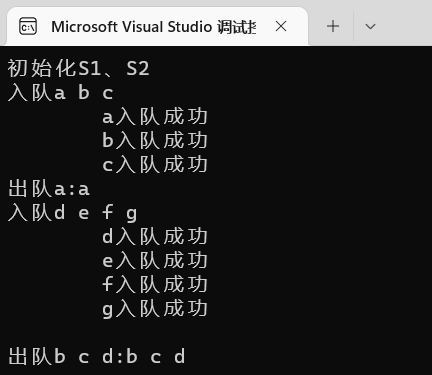 Microsoft Visual Studio 调试
初始化S1、S2
入队a b c
a入队成功
b入队成功
c入队成功
出队a:a
入队d e f g
d入队成功
e入队成功
f入队成功
g入队成功
出队b c d:b c d